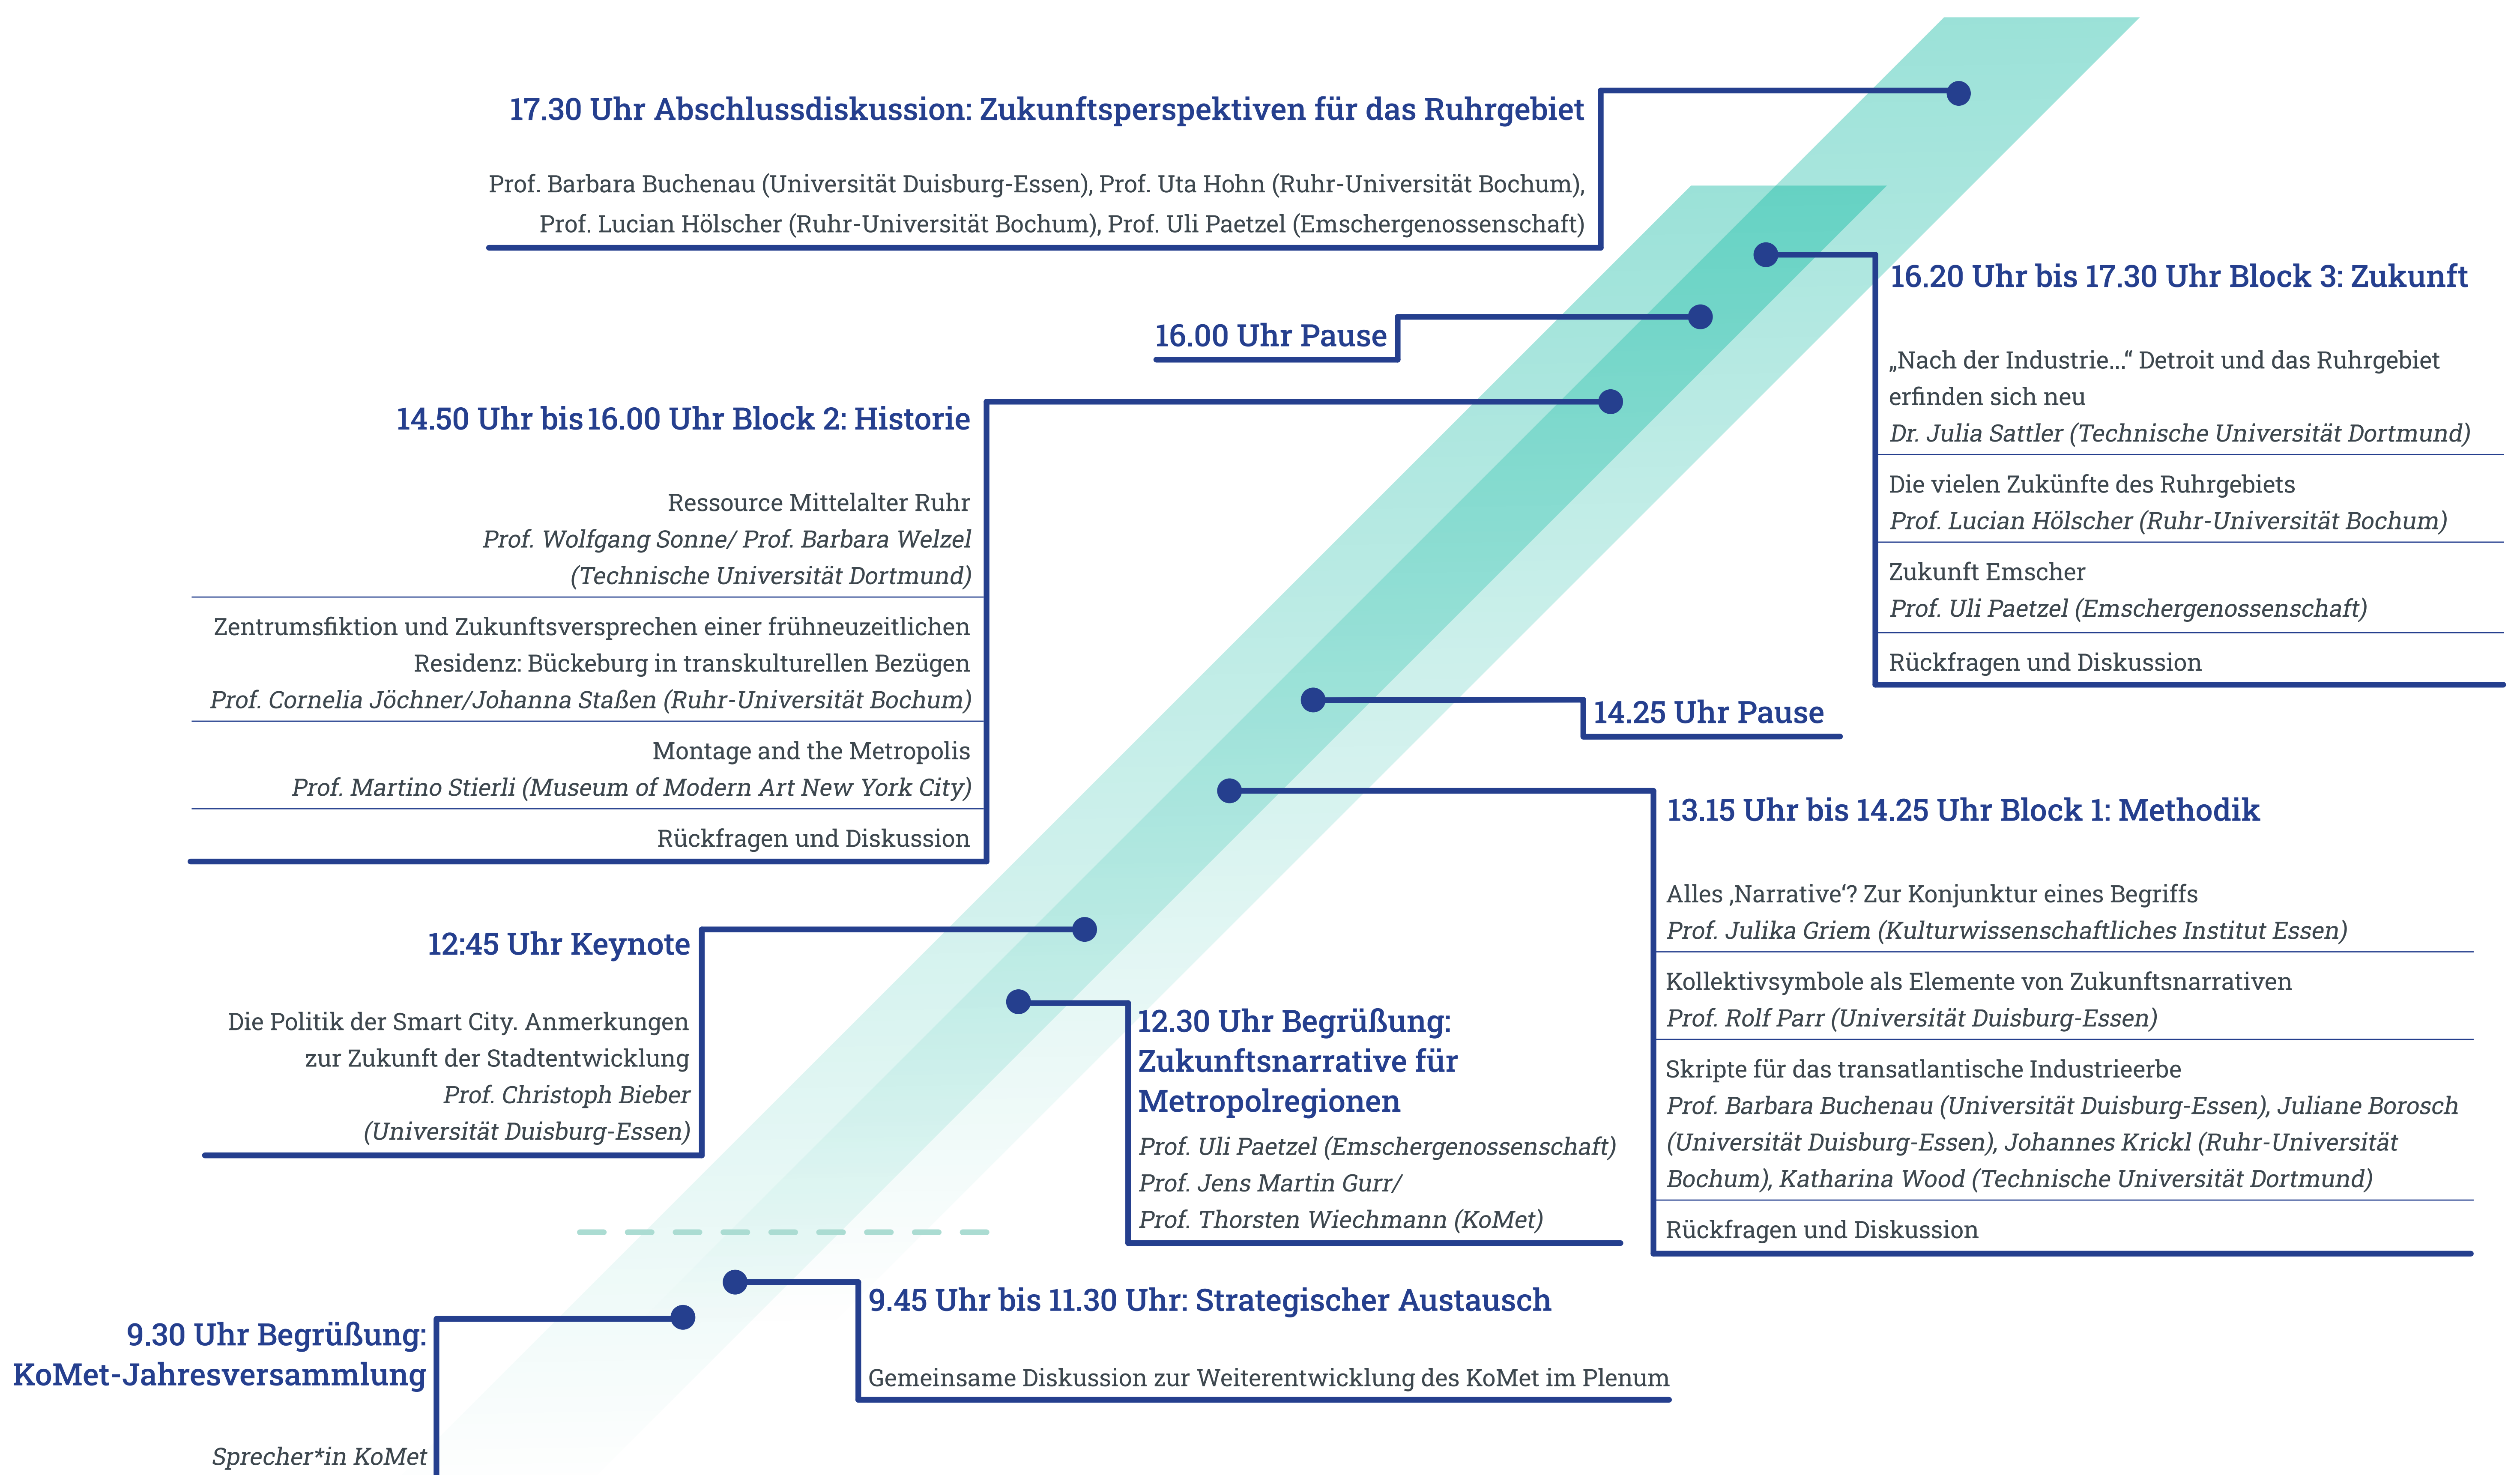 17.30 Uhr Abschlussdiskussion: Zukunftsperspektiven für das Ruhrgebiet
Prof. Barbara Buchenau (Universität Duisburg-Essen), Prof. Uta Hohn (Ruhr-Universität Bochum),
Prof. Lucian Hölscher (Ruhr-Universität Bochum), Prof. Uli Paetzel (Emschergenossenschaft)
16.20 Uhr bis 17.30 Uhr Block 3: Zukunft
„Nach der Industrie...“ Detroit und das Ruhrgebiet
erfinden sich neu
Dr. Julia Sattler (Technische Universität Dortmund)
Die vielen Zukünfte des Ruhrgebiets
Prof. Lucian Hölscher (Ruhr-Universität Bochum)
Zukunft Emscher
Prof. Uli Paetzel (Emschergenossenschaft)
Rückfragen und Diskussion
16.00 Uhr Pause
14.50 Uhr bis 16.00 Uhr Block 2: Historie
Ressource Mittelalter Ruhr
Prof. Wolfgang Sonne/ Prof. Barbara Welzel
(Technische Universität Dortmund)
Zentrumsfiktion und Zukunftsversprechen einer frühneuzeitlichen
Residenz: Bückeburg in transkulturellen Bezügen
Prof. Cornelia Jöchner/Johanna Staßen (Ruhr-Universität Bochum)
Montage and the Metropolis
Prof. Martino Stierli (Museum of Modern Art New York City)
Rückfragen und Diskussion
14.25 Uhr Pause
13.15 Uhr bis 14.25 Uhr Block 1: Methodik
Alles ‚Narrative‘? Zur Konjunktur eines Begriffs
Prof. Julika Griem (Kulturwissenschaftliches Institut Essen)
Kollektivsymbole als Elemente von Zukunftsnarrativen
Prof. Rolf Parr (Universität Duisburg-Essen)
Skripte für das transatlantische Industrieerbe
Prof. Barbara Buchenau (Universität Duisburg-Essen), Juliane Borosch
(Universität Duisburg-Essen), Johannes Krickl (Ruhr-Universität
Bochum), Katharina Wood (Technische Universität Dortmund)
Rückfragen und Diskussion
12:45 Uhr Keynote
Die Politik der Smart City. Anmerkungen
zur Zukunft der Stadtentwicklung
Prof. Christoph Bieber
(Universität Duisburg-Essen)
12.30 Uhr Begrüßung:
Zukunftsnarrative für
Metropolregionen
Prof. Uli Paetzel (Emschergenossenschaft)
Prof. Jens Martin Gurr/
Prof. Thorsten Wiechmann (KoMet)
9.45 Uhr bis 11.30 Uhr: Strategischer Austausch
Gemeinsame Diskussion zur Weiterentwicklung des KoMet im Plenum
9.30 Uhr Begrüßung:
KoMet-Jahresversammlung
Sprecher*in KoMet